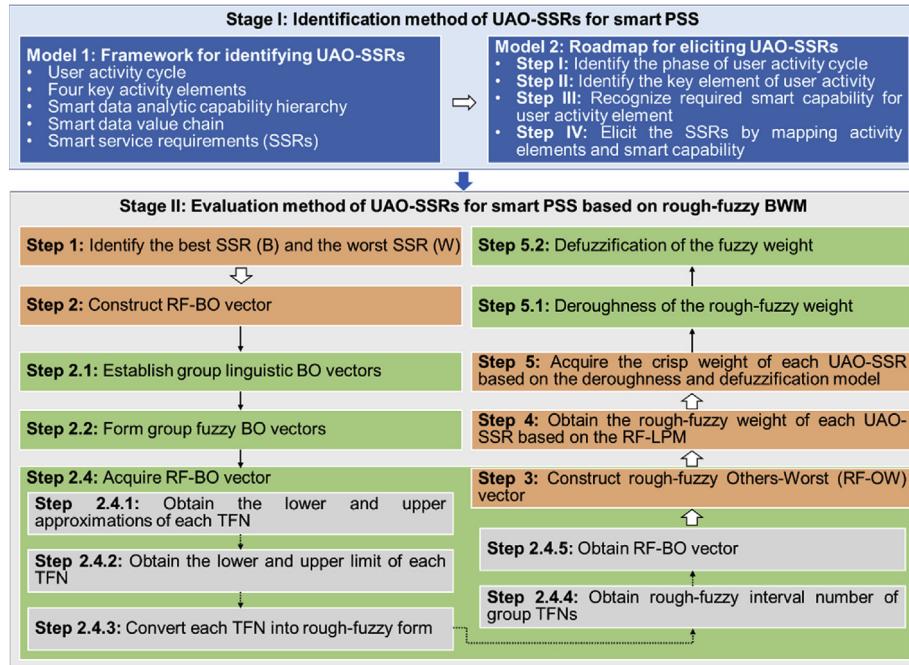 Stage I: Identification method of UAO-SSRs for smart PSS
Model 1: Framework for identifying UAO-SSRs
• User activity cycle
• Four key activity elements
• Smart data analytic capability hierarchy
• Smart data value chain
• Smart service requirements (SSRs)
Model 2: Roadmap for eliciting UAO-SSRs
• Step I: Identify the phase of user activity cycle
• Step II: Identify the key element of user activity
• Step III: Recognize required smart capability for
user activity element
• Step IV: Elicit the SSRs by mapping activity
elements and smart capability
Stage II: Evaluation method of UAO-SSRs for smart PSS based on rough-fuzzy BWM
Step 1: Identify the best SSR (B) and the worst SSR (W)
Step 2: Construct RF-BO vector
Step 2.1: Establish group linguistic BO vectors
Step 2.2: Form group fuzzy BO vectors
Step 2.4: Acquire RF-BO vector
Step 2.4.1: Obtain the lower and upper
approximations of each TFN
Step 2.4.2: Obtain the lower and upper limit of each
TFN
Step 2.4.3: Convert each TFN into rough-fuzzy form
Step 5.2: Defuzzification of the fuzzy weight
Step 5.1: Deroughness of the rough-fuzzy weight
Step 5: Acquire the crisp weight of each UAO-SSR
based on the deroughness and defuzzification model
Step 4: Obtain the rough-fuzzy weight of each UAO-
SSR based on the RF-LPM
Step 3: Construct rough-fuzzy Others-Worst (RF-OW)
vector
Step 2.4.5: Obtain RF-BO vector
Step 2.4.4: Obtain rough-fuzzy interval number of
group TFNs